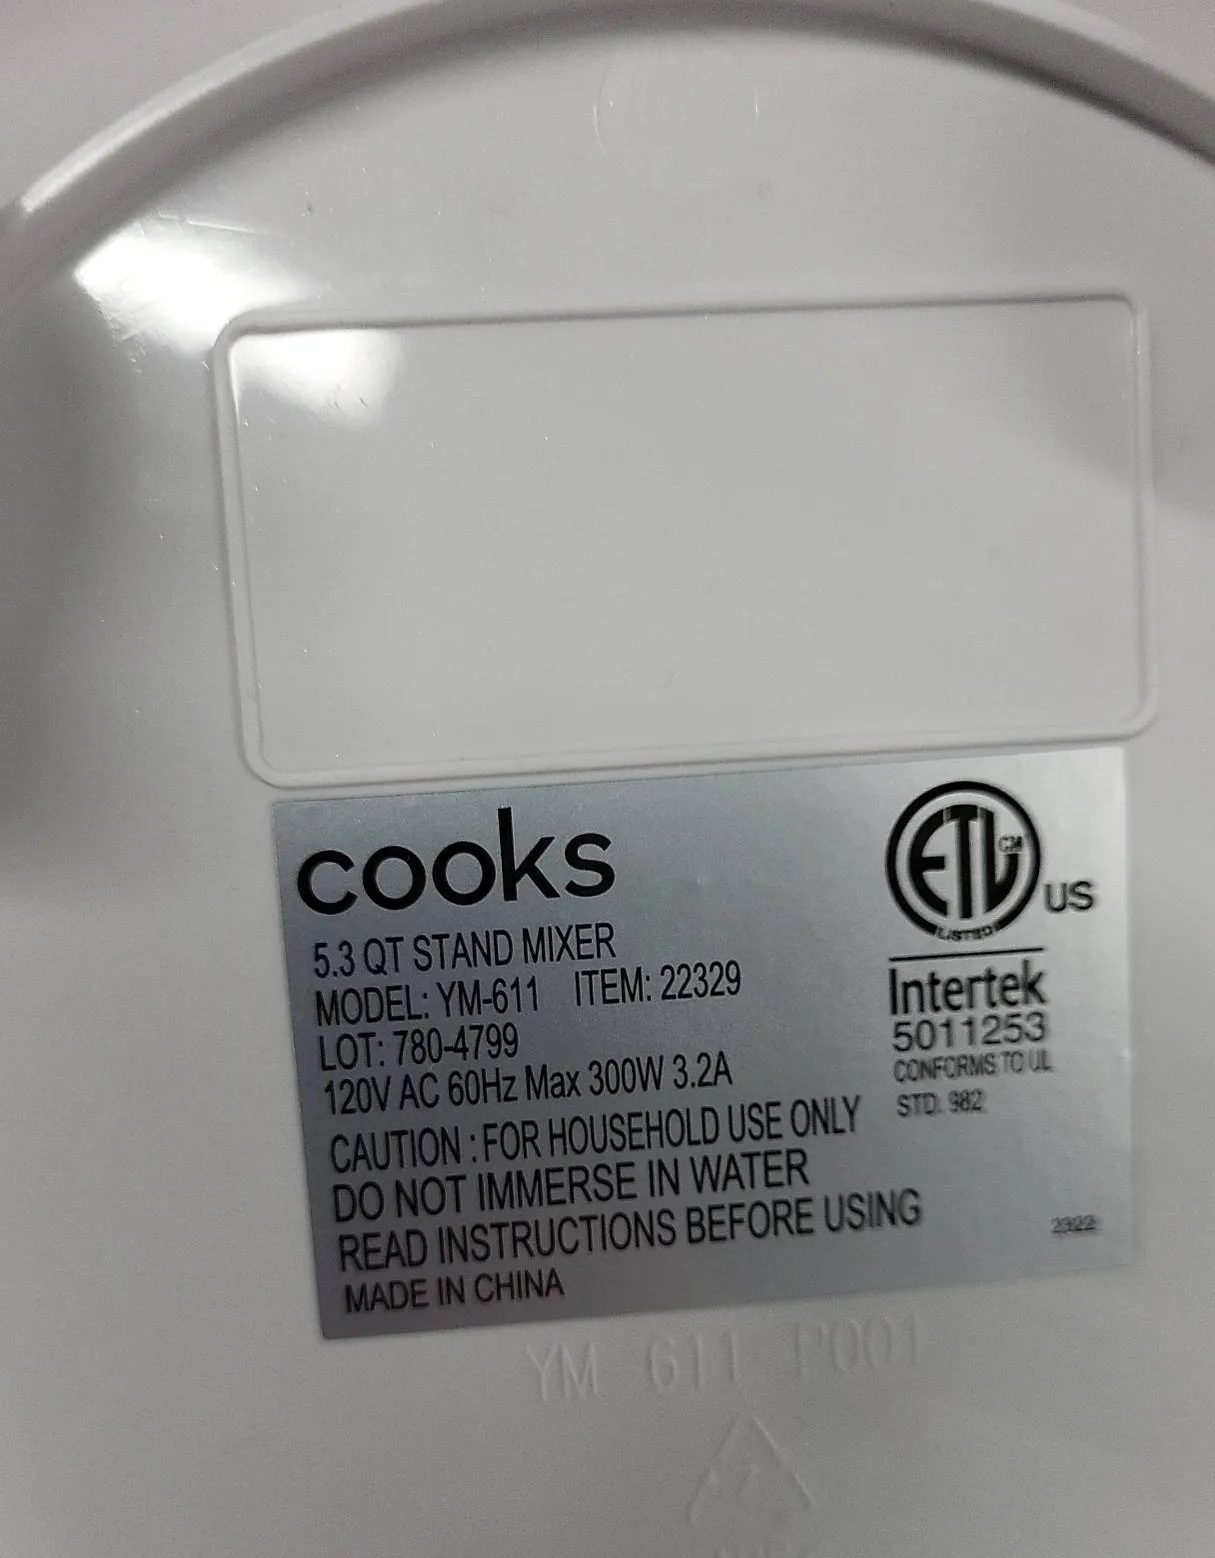 cooks
5.3 QT STAND MIXER
MODEL: YM-611 ITEM: 22329
LOT: 780-4799
120V AC 60Hz Max 300W 3.2A
CAUTION : FOR HOUSEHOLD USE ONLY
DO NOT IMMERSE IN WATER
READ INSTRUCTIONS BEFORE USING
MADE IN CHINA
ETL CM
LISTED
US
Intertek
5011253
CONFORMS TO UL
STD. 982
2322
YM 611 P001